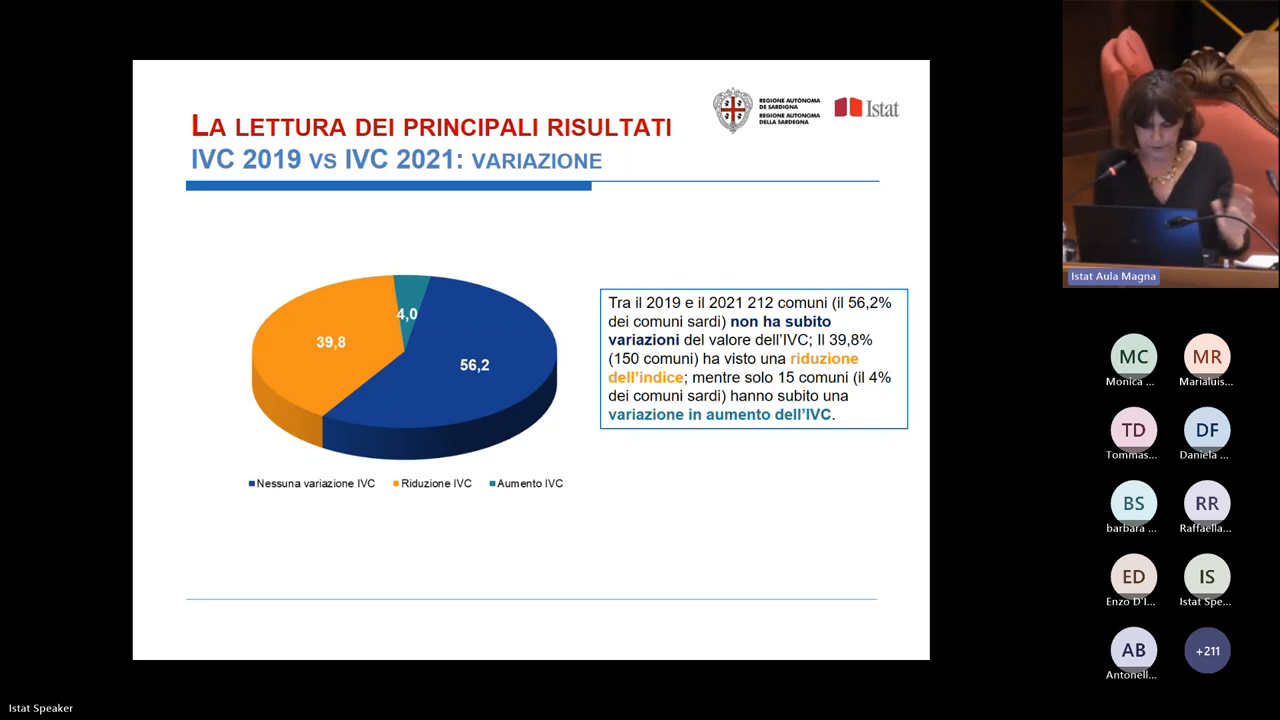 LA LETTURA DEI PRINCIPALI RISULTATI
IVC 2019 VS IVC 2021: VARIAZIONE
REGIONE AUTÒNOMA
DE SARDIGNA
REGIONE AUTONOMA
DELLA SARDEGNA
Istat
4,0
39,8
56,2
Nessuna variazione IVC
Riduzione IVC
Aumento IVC
Tra il 2019 e il 2021 212 comuni (il 56,2%
dei comuni sardi) non ha subito
variazioni del valore dell'IVC; Il 39,8%
(150 comuni) ha visto una riduzione
dell'indice; mentre solo 15 comuni (il 4%
dei comuni sardi) hanno subito una
variazione in aumento dell'IVC.
Istat Aula Magna
MC
Monica ...
MR
Marialuis...
TD
Tommas...
DF
Daniela ...
BS
barbara ...
RR
Raffaella...
ED
Enzo D'I...
IS
Istat Spe...
AB
Antonell...
+211
Istat Speaker